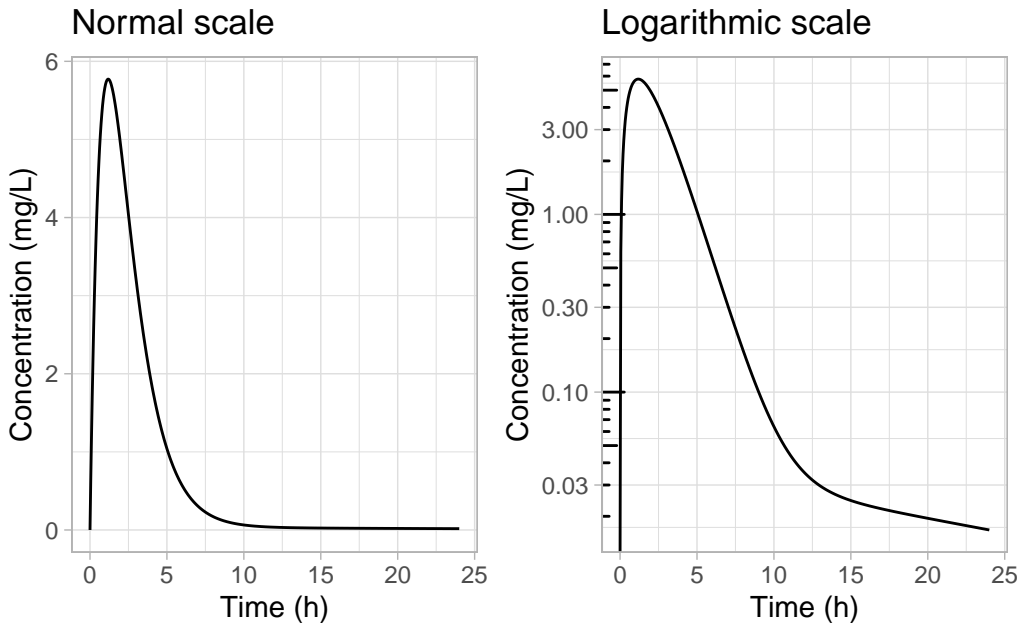 Normal scale
Concentration (mg/L)
6
4
2
0
0 5 10 15 20 25
Time (h)
Logarithmic scale
Concentration (mg/L)
3.00
1.00
0.30
0.10
0.03
0 5 10 15 20 25
Time (h)